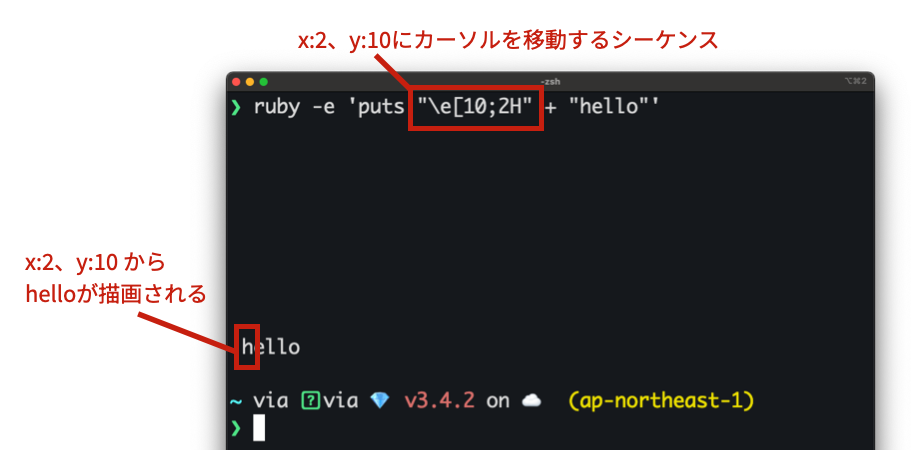 x:2、y:10にカーソルを移動するシーケンス
-zsh
⌥⌘2
❯ ruby -e 'puts "\e[10;2H" + "hello"'
x:2、y:10 から
helloが描画される
hello
~ via ?via 💎 v3.4.2 on ☁️ (ap-northeast-1)
❯